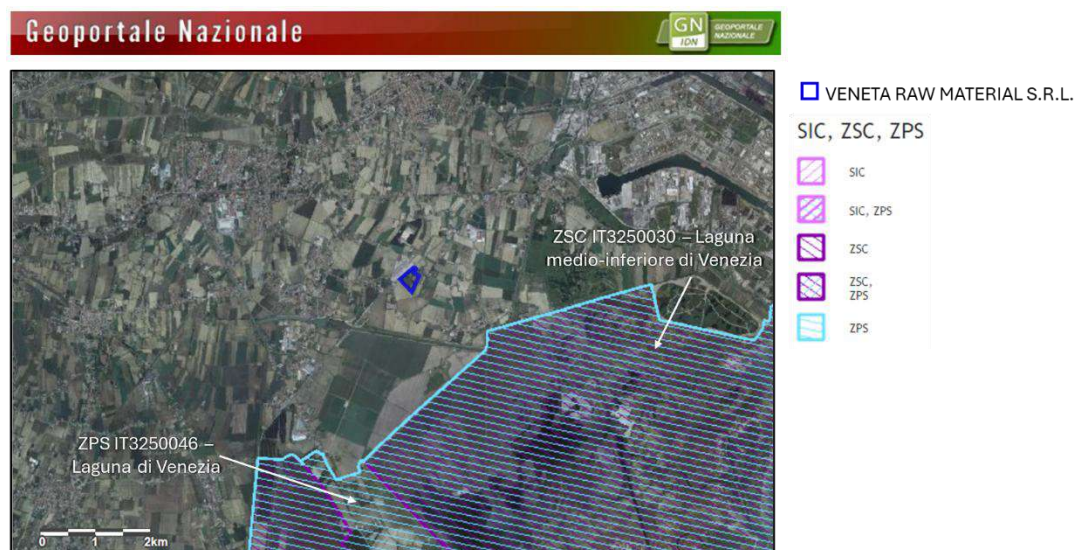 Geoportale Nazionale
GN
IDN
GEOPORTALE
NAZIONALE
VENETA RAW MATERIAL S.R.L.
SIC, ZSC, ZPS
SIC
SIC, ZPS
ZSC
ZSC,
ZPS
ZPS
ZSC IT3250030 – Laguna
medio-inferiore di Venezia
ZPS IT3250046 –
Laguna di Venezia
0 1 2km